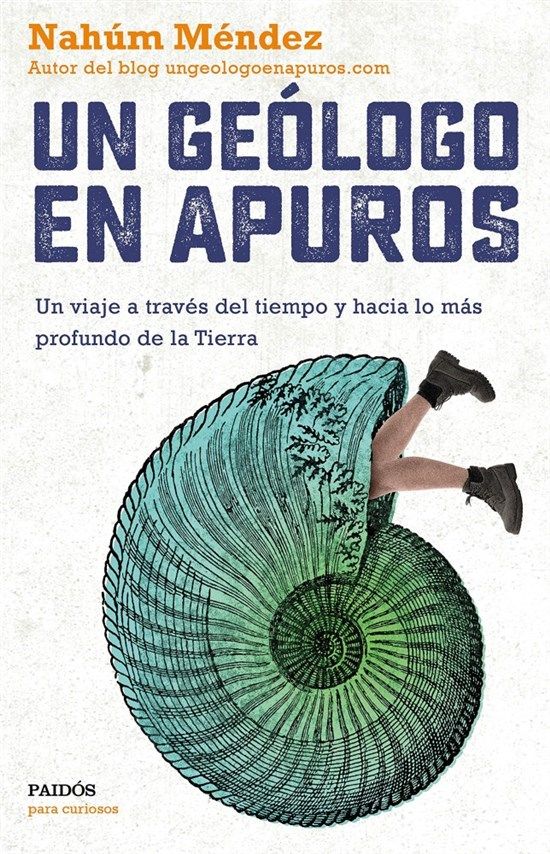 Nahúm Méndez
Autor del blog ungeologoenapuros.com
UN GEÓLOGO
EN APUROS
Un viaje a través del tiempo y hacia lo más
profundo de la Tierra
PAIDÓS
para curiosos